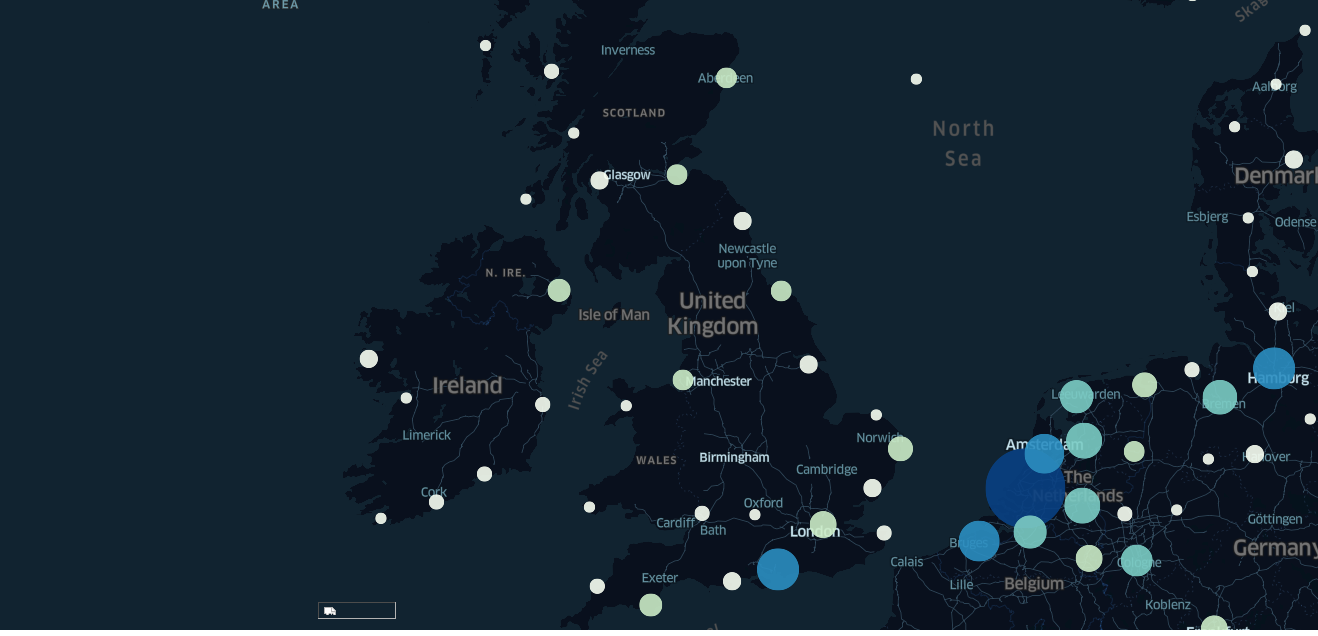 AREA
Skag
Inverness
Aberdeen
Aalborg
SCOTLAND
North
Sea
Glasgow
Denmark
Esbjerg
Odense
Newcastle
upon Tyne
N. IRE.
Isle of Man
United
Kingdom
Irish Sea
Manchester
Ireland
Hamburg
Leeuwarden
Bremen
Limerick
Norwich
Amsterdam
WALES
Birmingham
Cambridge
Hanover
The
Netherlands
Cork
Oxford
Cardiff
Bath
London
Göttingen
Bruges
Germany
Calais
Cologne
Exeter
Lille
Belgium
Koblenz
Frankfurt